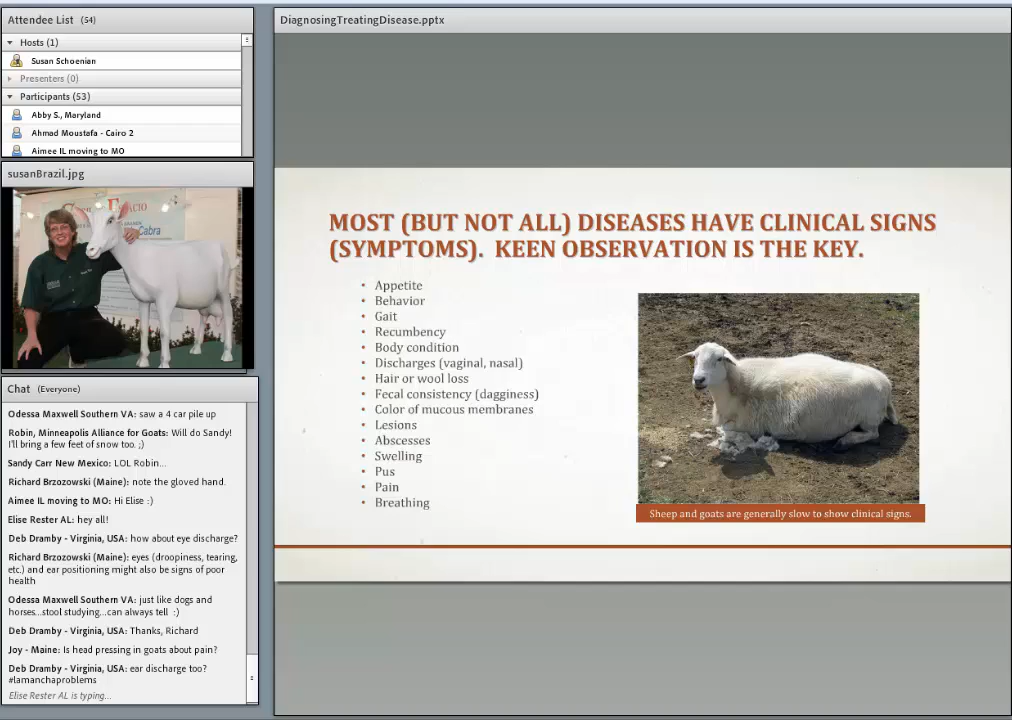 Attendee List (54)
Hosts (1)
Susan Schoenian
Presenters (0)
Participants (53)
Abby S., Maryland
Ahmad Moustafa - Cairo 2
Aimee IL moving to MO
susanBrazil.jpg
Cabra
Chat (Everyone)
Odessa Maxwell Southern VA: saw a 4 car pile up
Robin, Minneapolis Alliance for Goats: Will do Sandy!
I'll bring a few feet of snow too. ;)
Sandy Carr New Mexico: LOL Robin...
Richard Brzozowski (Maine): note the gloved hand.
Aimee IL moving to MO: Hi Elise :)
Elise Rester AL: hey all!
Deb Dramby - Virginia, USA: how about eye discharge?
Richard Brzozowski (Maine): eyes (droopiness, tearing,
etc.) and ear positioning might also be signs of poor
health
Odessa Maxwell Southern VA: just like dogs and
horses...stool studying...can always tell :)
Deb Dramby - Virginia, USA: Thanks, Richard
Joy - Maine: Is head pressing in goats about pain?
Deb Dramby - Virginia, USA: ear discharge too?
#lamanchaproblems
Elise Rester AL is typing...
DiagnosingTreatingDisease.pptx
MOST (BUT NOT ALL) DISEASES HAVE CLINICAL SIGNS
(SYMPTOMS). KEEN OBSERVATION IS THE KEY.
• Appetite
• Behavior
• Gait
• Recumbency
• Body condition
• Discharges (vaginal, nasal)
• Hair or wool loss
• Fecal consistency (dagginess)
• Color of mucous membranes
• Lesions
• Abscesses
• Swelling
• Pus
• Pain
• Breathing
Sheep and goats are generally slow to show clinical signs.